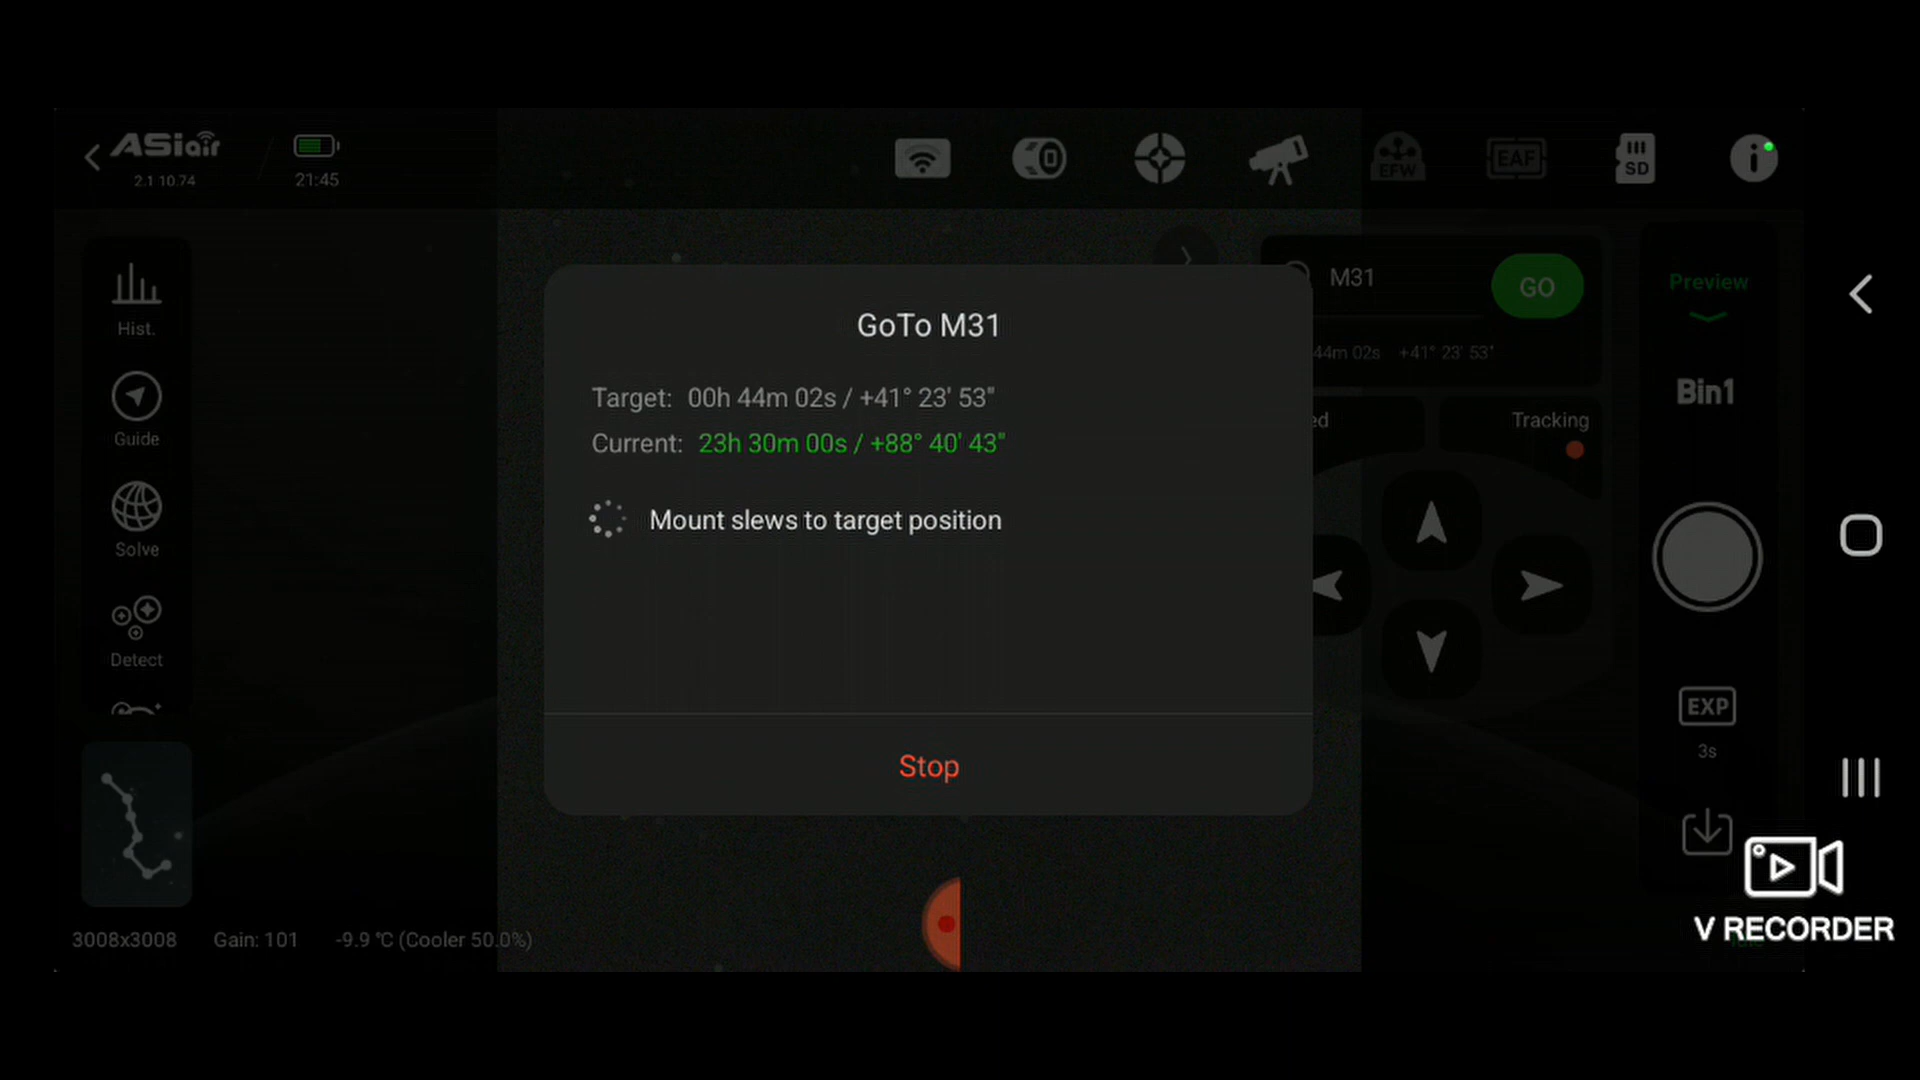 ASiair
2.1 10.74
21:45
EFW
EAF
SD
Hist.
Guide
Solve
Detect
GoTo M31
Target: 00h 44m 02s / +41° 23' 53"
Current: 23h 30m 00s / +88° 40' 43"
Mount slews to target position
Stop
M31
GO
44m 02s +41° 23' 53"
ed
Tracking
Preview
Bin1
EXP
3s
V RECORDER
3008x3008 Gain: 101 -9.9 ℃ (Cooler 50.0%)